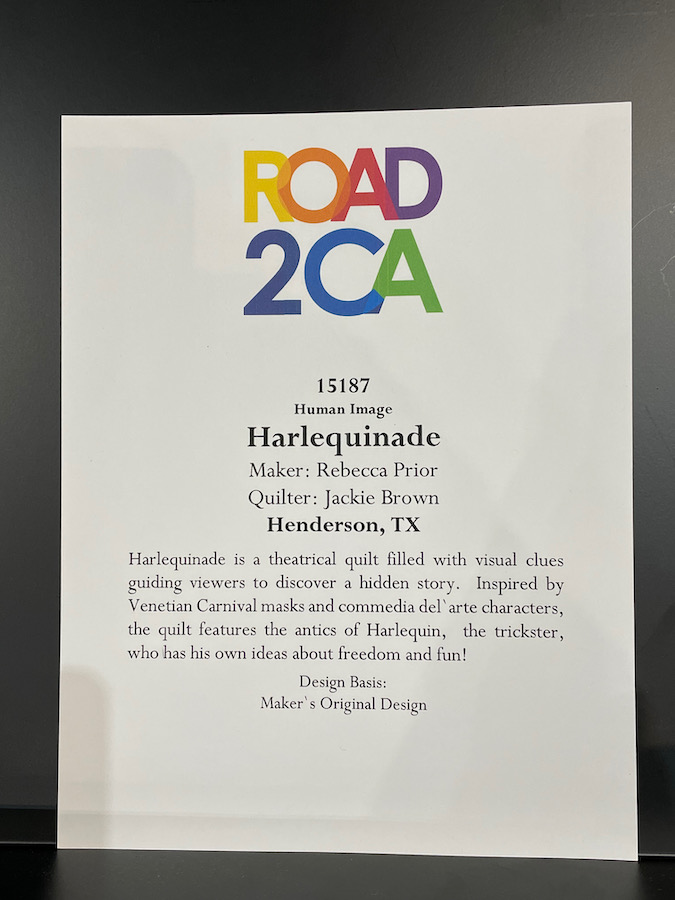 ROAD
2CA
15187
Human Image
Harlequinade
Maker: Rebecca Prior
Quilter: Jackie Brown
Henderson, TX
Harlequinade is a theatrical quilt filled with visual clues
guiding viewers to discover a hidden story. Inspired by
Venetian Carnival masks and commedia del`arte characters,
the quilt features the antics of Harlequin, the trickster,
who has his own ideas about freedom and fun!
Design Basis:
Maker`s Original Design